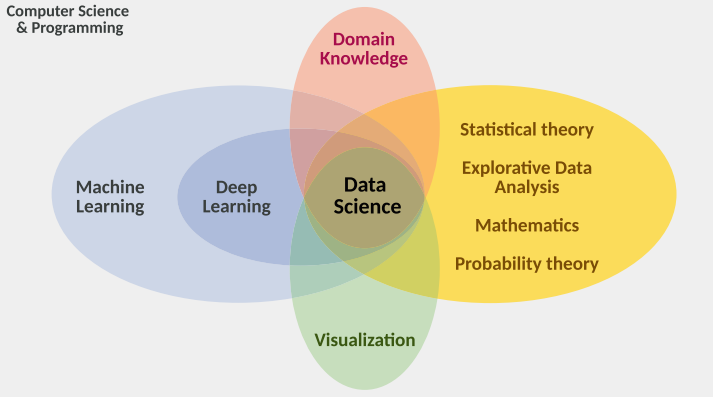 Computer Science
& Programming
Domain
Knowledge
Statistical theory
Explorative Data
Analysis
Machine
Learning
Deep
Learning
Data
Science
Mathematics
Probability theory
Visualization